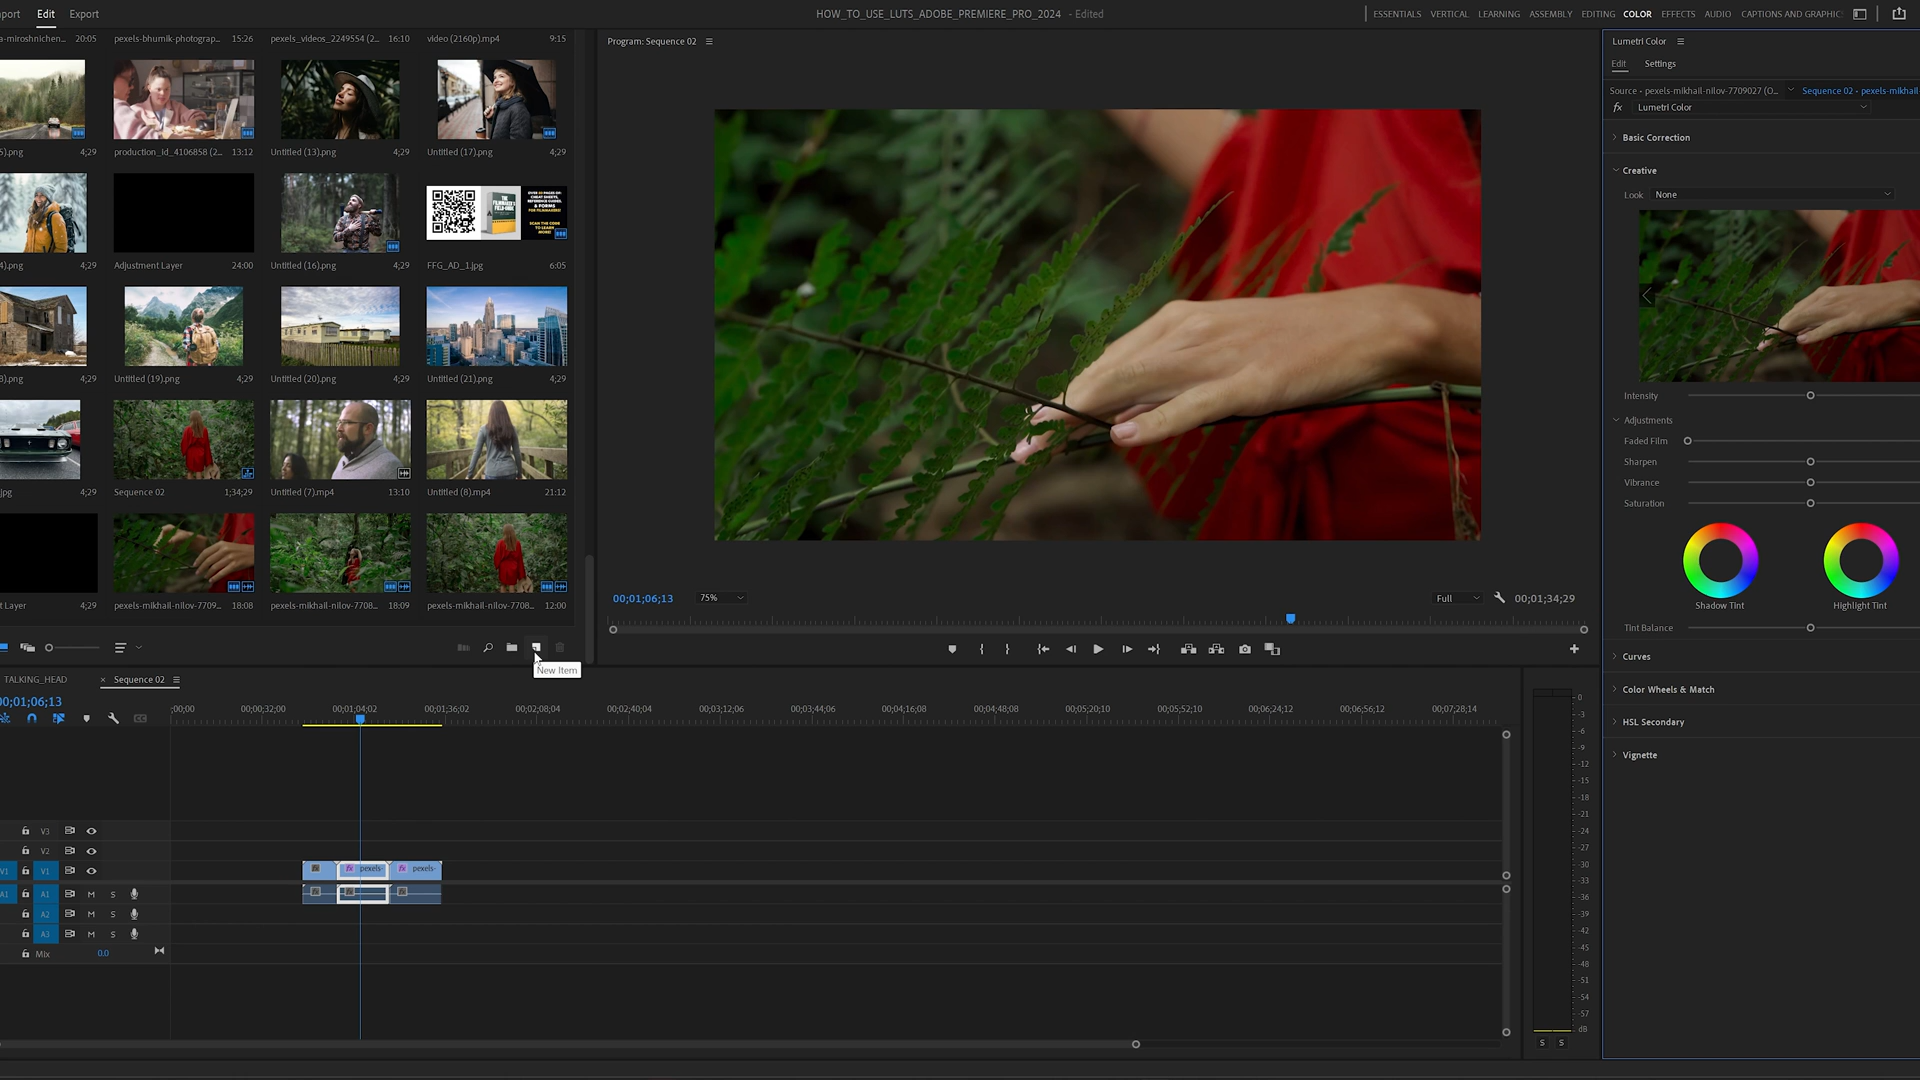 port
Edit
Export
HOW_TO_USE_LUTS_ADOBE_PREMIERE_PRO_2024 - Edited
ESSENTIALS
VERTICAL
LEARNING
ASSEMBLY
EDITING
COLOR
EFFECTS
AUDIO
CAPTIONS AND GRAPHIC
a-miroshnichen... 20:05
pexels-bhumik-photograp... 15:26
pexels_videos_2249554 (2... 16:10
video (2160p).mp4 9:15
5).png 4;29
production_id_4106858 (2... 13:12
Untitled (13).png 4;29
Untitled (17).png 4;29
4).png 4;29
Adjustment Layer 24:00
Untitled (16).png 4;29
FFG_AD_1.jpg 6:05
8).png 4;29
Untitled (19).png 4;29
Untitled (20).png 4;29
Untitled (21).png 4;29
jpg 4;29
Sequence 02 1;34;29
Untitled (7).mp4 13:10
Untitled (8).mp4 21:12
t Layer 4;29
pexels-mikhail-nilov-7709... 18:08
pexels-mikhail-nilov-7708... 18:09
pexels-mikhail-nilov-7708... 12:00
New Item
Program: Sequence 02
00;01;06;13
75%
Full
00;01;34;29
Lumetri Color
Edit
Settings
Source • pexels-mikhail-nilov-7709027 (O...
Sequence 02 • pexels-mikhail
fx Lumetri Color
Basic Correction
Creative
Look None
Intensity
Adjustments
Faded Film
Sharpen
Vibrance
Saturation
Shadow Tint
Highlight Tint
Tint Balance
Curves
Color Wheels & Match
HSL Secondary
Vignette
TALKING_HEAD
× Sequence 02
00;01;06;13
;00;00
00;00;32;00
00;01;04;02
00;01;36;02
00;02;08;04
00;02;40;04
00;03;12;06
00;03;44;06
00;04;16;08
00;04;48;08
00;05;20;10
00;05;52;10
00;06;24;12
00;06;56;12
00;07;28;14
V3
V2
V1 V1
fx pexels-
fx pexels-
A1 A1 M S
A2 M S
A3 M S
Mix 0.0
0
-3
-6
-9
-12
-15
-18
-21
-24
-27
-30
-33
-36
-39
-42
-45
-48
-51
-54
-57
dB
S S